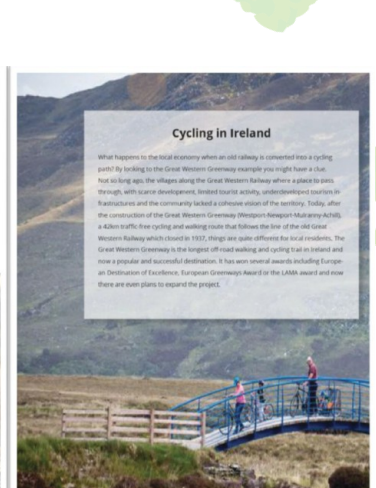 Cycling in Ireland
What happens to the local economy when an old railway is converted into a cycling
path? By looking to the Great Western Greenway example you might have a clue.
Not so long ago, the villages along the Great Western Railway where a place to pass
through, with scarce development, limited tourist activity, underdeveloped tourism in-
frastructures and the community lacked a cohesive vision of the territory. Today, after
the construction of the Great Western Greenway (Westport-Newport-Mulranny-Achill),
a 42km traffic free cycling and walking route that follows the line of the old Great
Western Railway which closed in 1937, things are quite different for local residents. The
Great Western Greenway is the longest off-road walking and cycling trail in Ireland and
now a popular and successful destination. It has won several awards including Europe-
an Destination of Excellence, European Greenways Award or the LAMA award and now
there are even plans to expand the project.